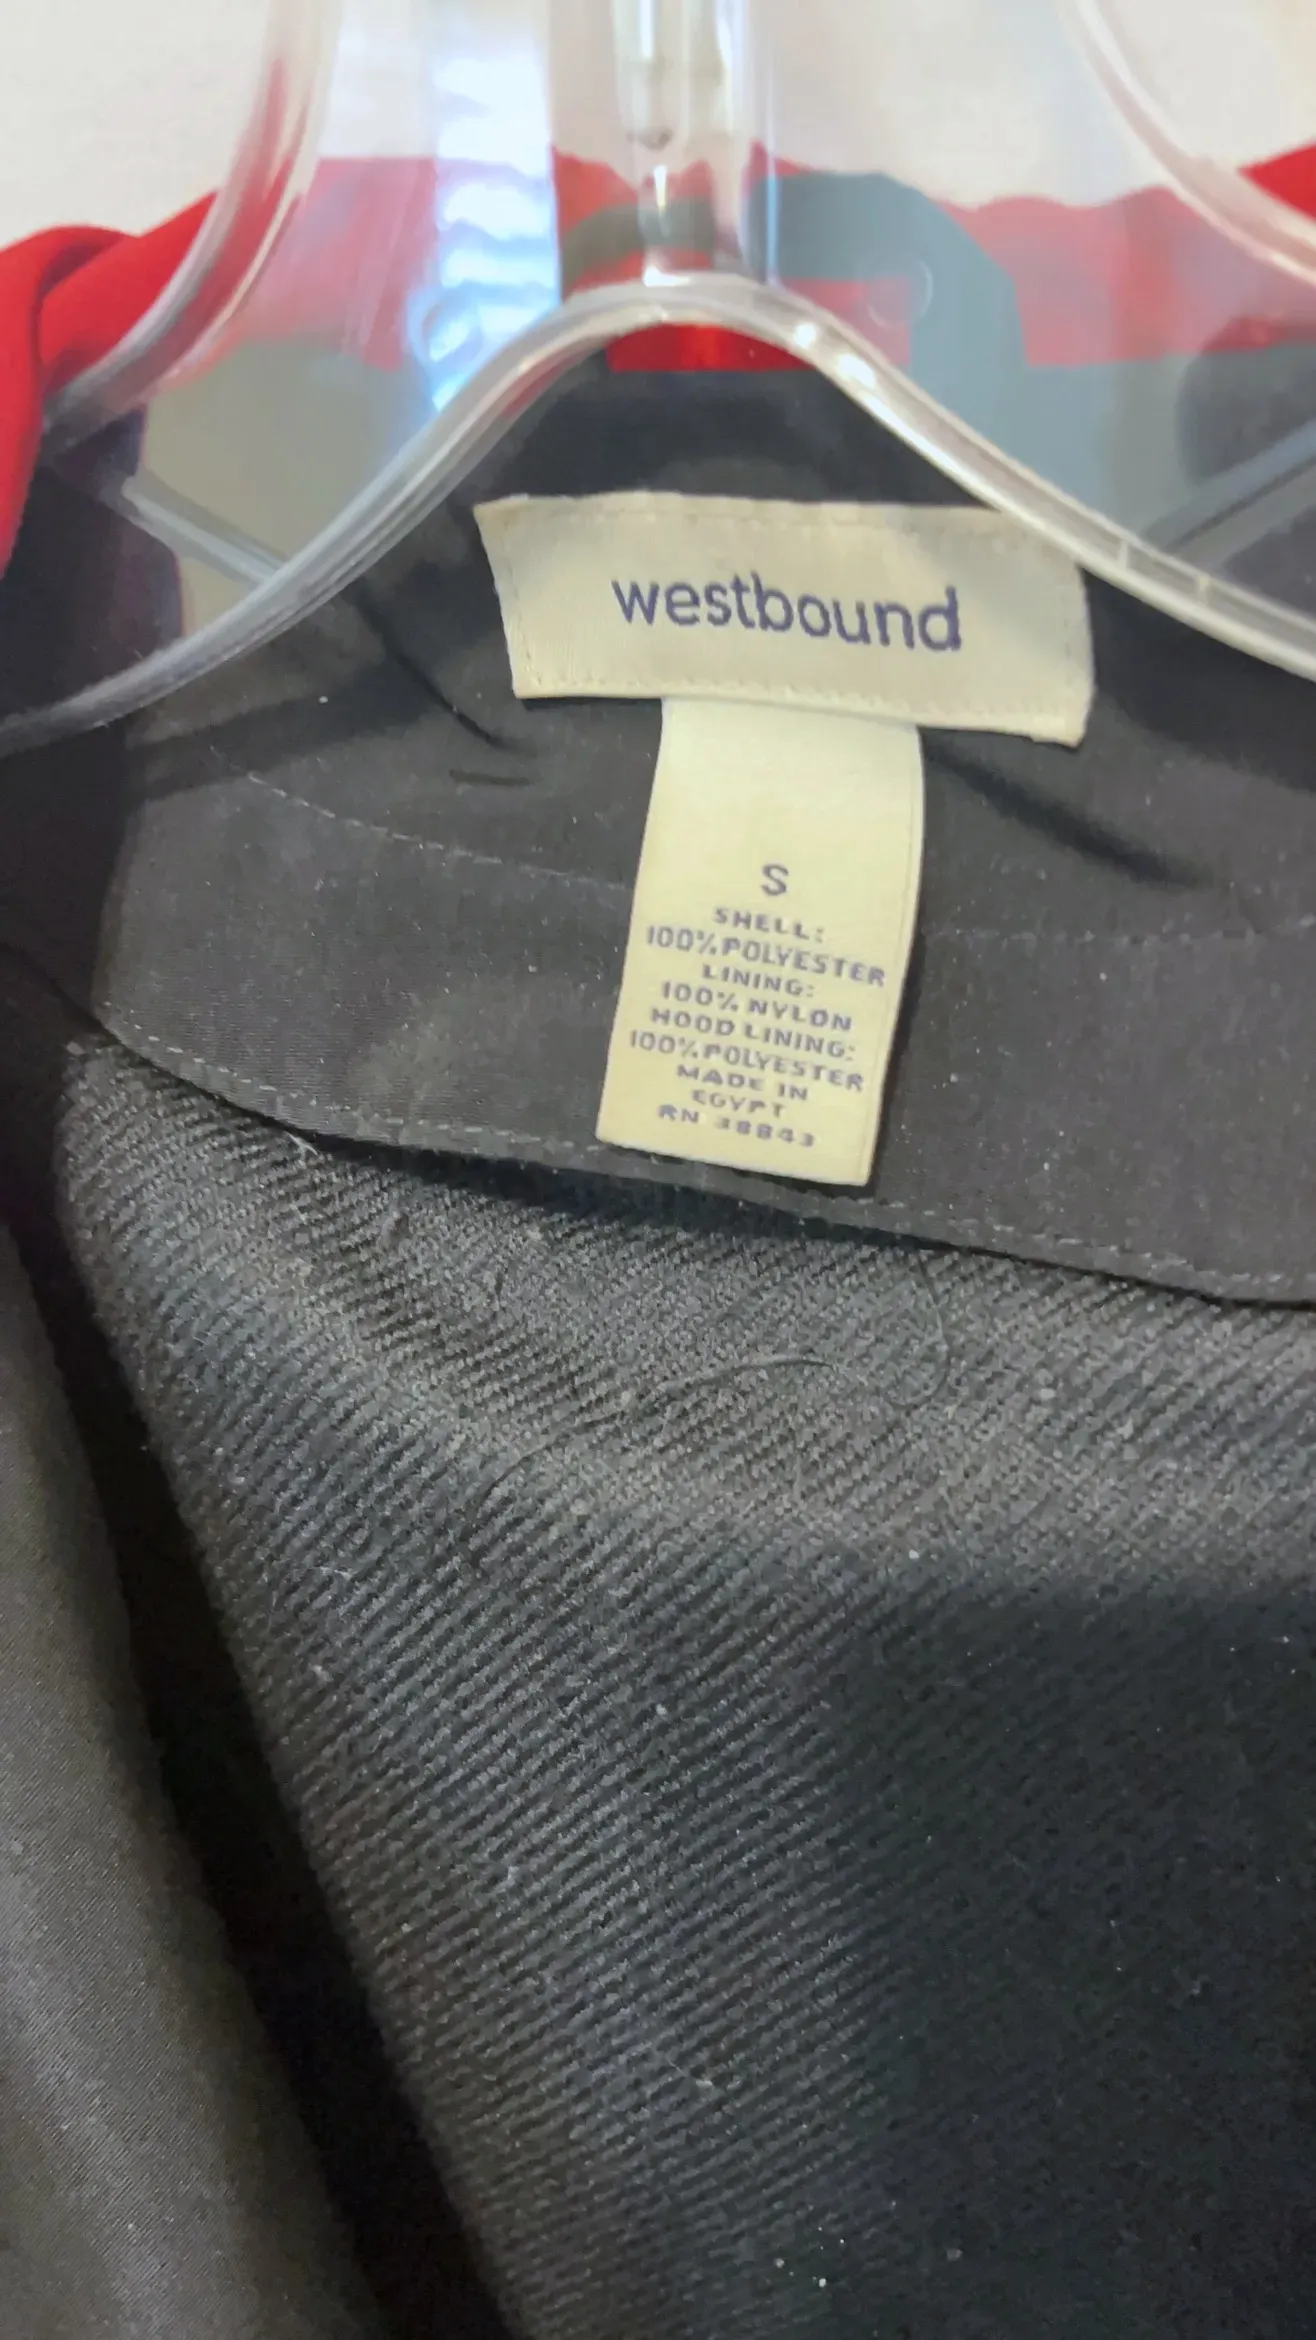 westbound
S
SHELL:
100% POLYESTER
LINING:
100% NYLON
HOOD LINING:
100% POLYESTER
MADE IN
EGYPT
RN 38843